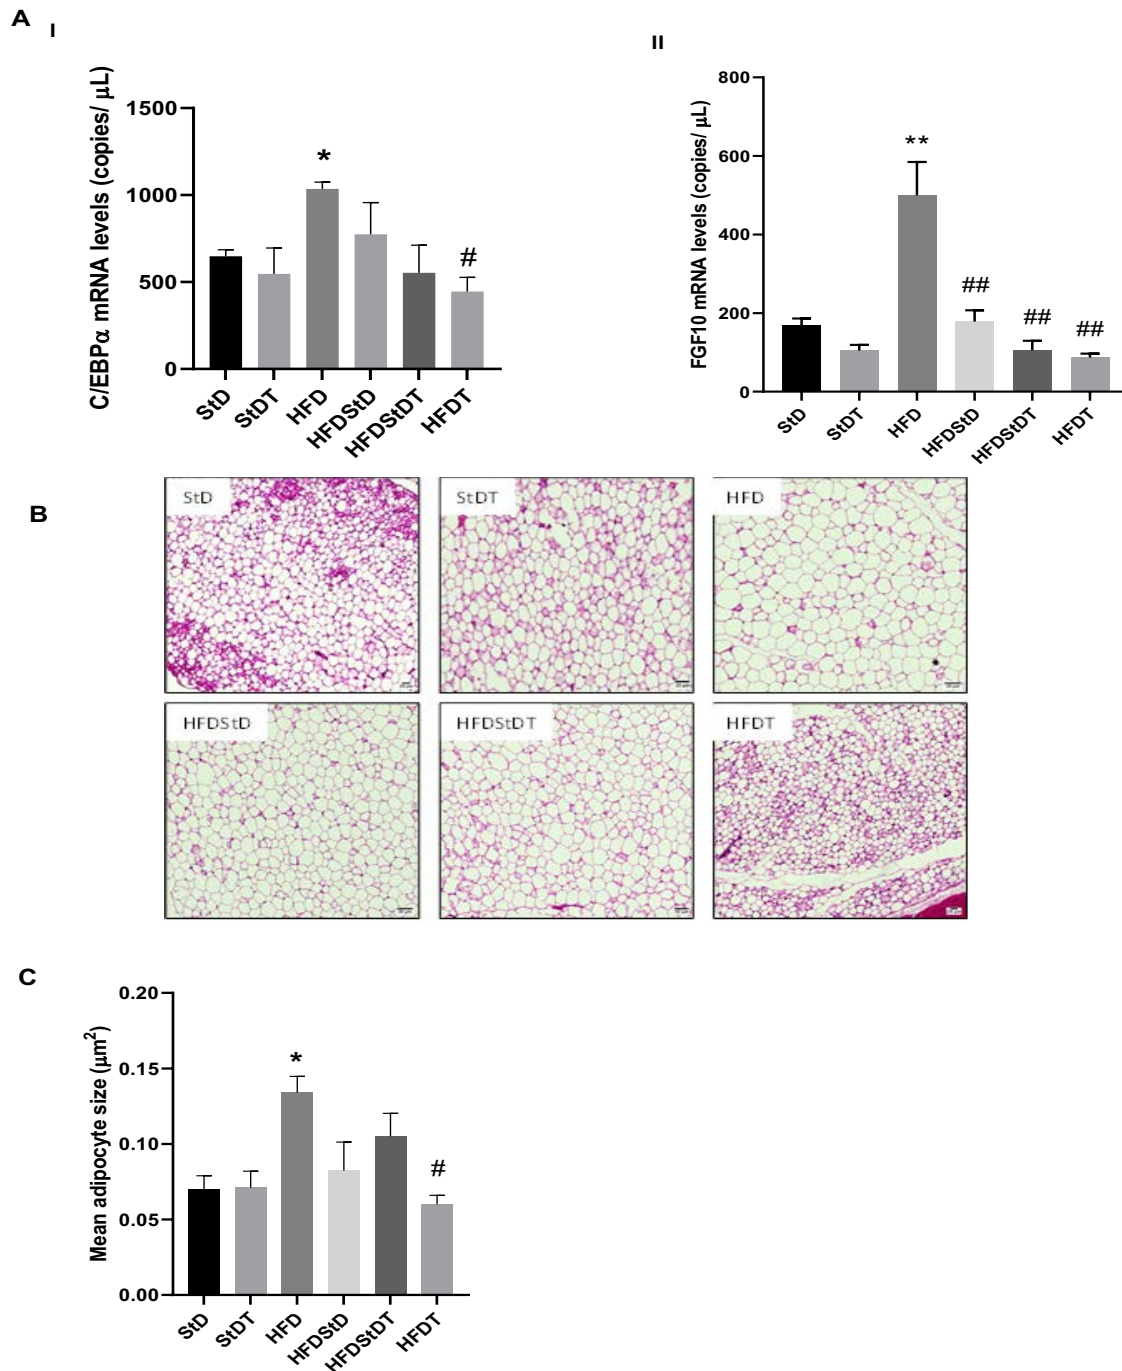 A
I
C/EBPα mRNA levels (copies/ μL)
1500
1000
500
0
*
#
StD
StDT
HFD
HFDStD
HFDStDT
HFDT
II
FGF10 mRNA levels (copies/ μL)
800
600
400
200
0
**
##
##
##
StD
StDT
HFD
HFDStD
HFDStDT
HFDT
B
StD
StDT
HFD
HFDStD
HFDStDT
HFDT
C
Mean adipocyte size (μm²)
0.20
0.15
0.10
0.05
0.00
*
#
StD
StDT
HFD
HFDStD
HFDStDT
HFDT